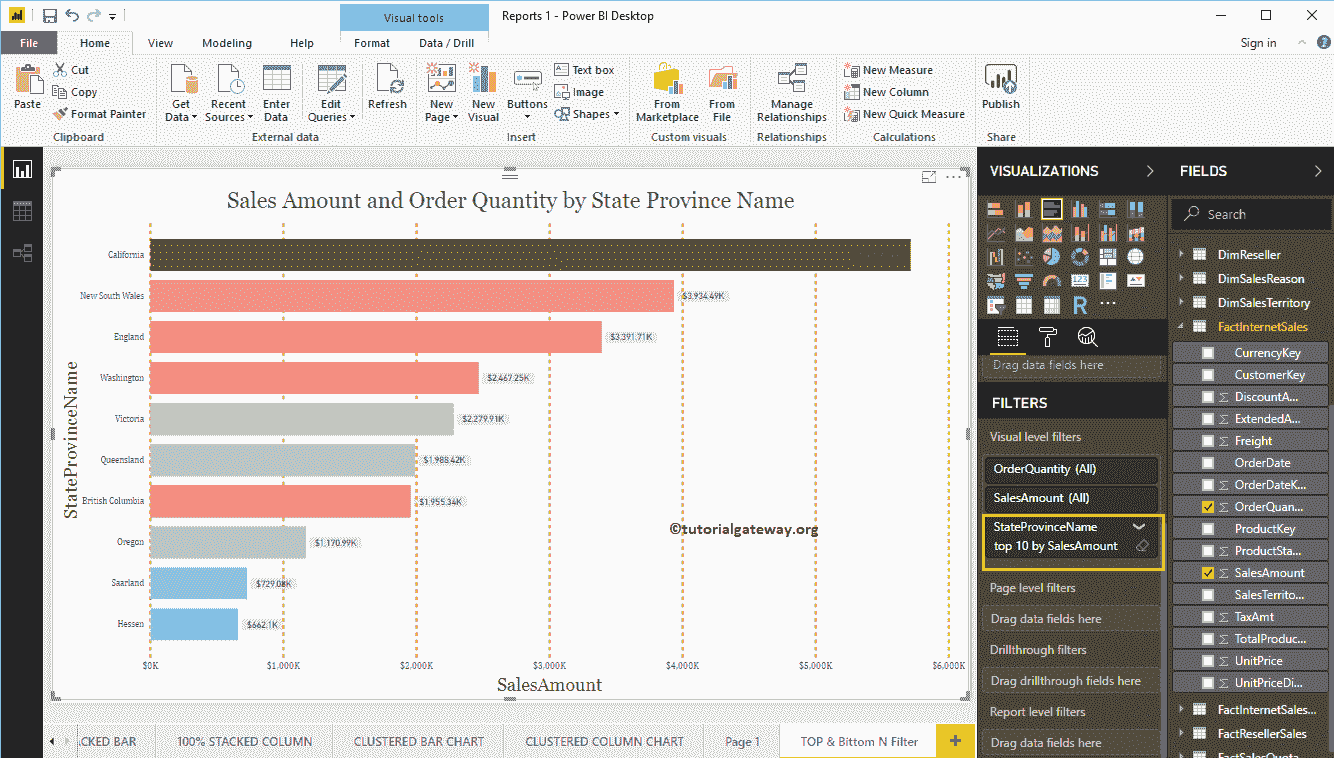 Visual tools
Reports 1 - Power BI Desktop
File
Home
View
Modeling
Help
Format
Data / Drill
Sign in
Paste
Cut
Copy
Format Painter
Clipboard
Get Data
Recent Sources
Enter Data
Edit Queries
External data
Refresh
New Page
New Visual
Buttons
Text box
Image
Shapes
Insert
From Marketplace
From File
Custom visuals
Manage Relationships
Relationships
New Measure
New Column
New Quick Measure
Calculations
Publish
Share
Sales Amount and Order Quantity by State Province Name
StateProvinceName
California
New South Wales
$3,934.49K
England
$3,391.71K
Washington
$2,467.25K
Victoria
$2,279.91K
Queensland
$1,988.42K
British Columbia
$1,955.34K
Oregon
$1,170.99K
Saarland
$729.08K
Hessen
$662.1K
$0K
$1,000K
$2,000K
$3,000K
$4,000K
$5,000K
$6,000K
SalesAmount
©tutorialgateway.org
VISUALIZATIONS
R
Drag data fields here
FILTERS
Visual level filters
OrderQuantity (All)
SalesAmount (All)
StateProvinceName
top 10 by SalesAmount
Page level filters
Drag data fields here
Drillthrough filters
Drag drillthrough fields here
Report level filters
Drag data fields here
FIELDS
Search
DimReseller
DimSalesReason
DimSalesTerritory
FactInternetSales
CurrencyKey
CustomerKey
DiscountA...
ExtendedA...
Freight
OrderDate
OrderDateK...
OrderQuan...
ProductKey
ProductSta...
SalesAmount
SalesTerrito...
TaxAmt
TotalProduc...
UnitPrice
UnitPriceDi...
FactInternetSales...
FactResellerSales
FactSalesQuota
ACKED BAR
100% STACKED COLUMN
CLUSTERED BAR CHART
CLUSTERED COLUMN CHART
Page 1
TOP & Bittom N Filter